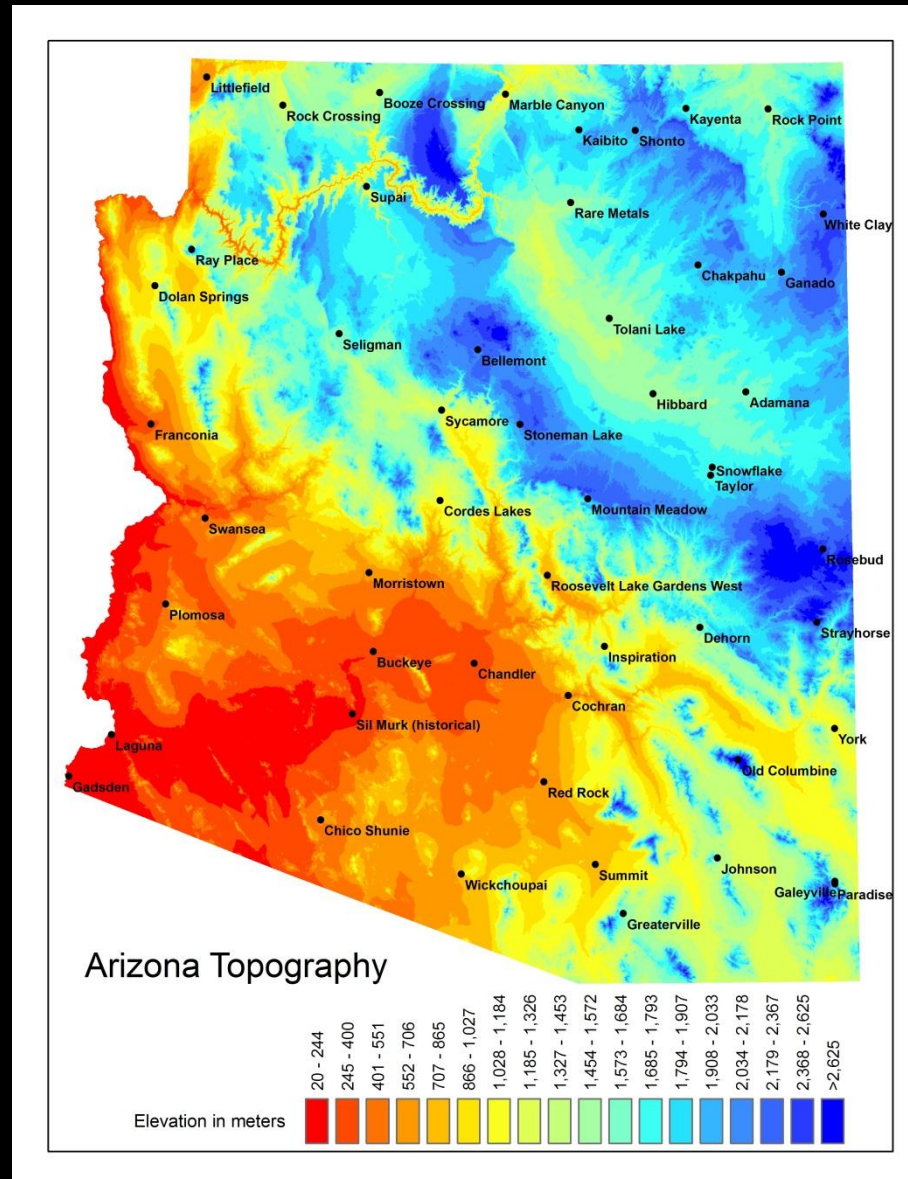 Littlefield
Rock Crossing
Booze Crossing
Marble Canyon
Kayenta
Rock Point
Kaibito
Shonto
Supai
Rare Metals
White Clay
Ray Place
Chakpahu
Ganado
Dolan Springs
Tolani Lake
Seligman
Bellemont
Hibbard
Adamana
Sycamore
Franconia
Stoneman Lake
Snowflake
Taylor
Cordes Lakes
Mountain Meadow
Swansea
Rosebud
Morristown
Roosevelt Lake Gardens West
Plomosa
Strayhorse
Dehorn
Buckeye
Inspiration
Chandler
Cochran
Sil Murk (historical)
York
Laguna
Old Columbine
Gadsden
Red Rock
Chico Shunie
Johnson
Summit
Wickchoupai
Galeyville
Paradise
Greaterville
Arizona Topography
20 - 244
245 - 400
401 - 551
552 - 706
707 - 865
866 - 1,027
1,028 - 1,184
1,185 - 1,326
1,327 - 1,453
1,454 - 1,572
1,573 - 1,684
1,685 - 1,793
1,794 - 1,907
1,908 - 2,033
2,034 - 2,178
2,179 - 2,367
2,368 - 2,625
>2,625
Elevation in meters